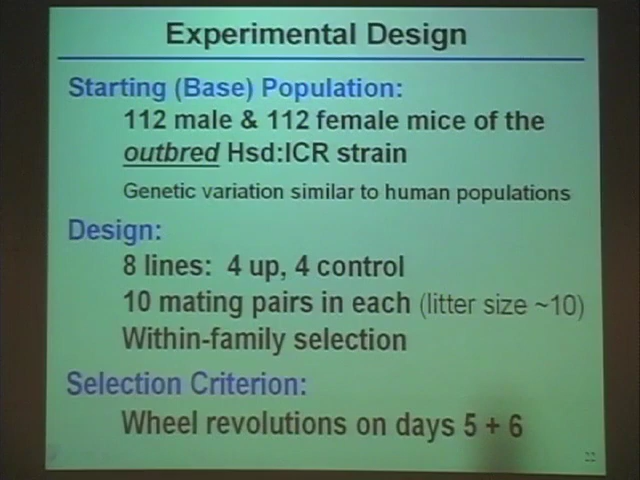 Experimental Design
Starting (Base) Population:
112 male & 112 female mice of the
outbred Hsd:ICR strain
Genetic variation similar to human populations
Design:
8 lines: 4 up, 4 control
10 mating pairs in each (litter size ~10)
Within-family selection
Selection Criterion:
Wheel revolutions on days 5 + 6